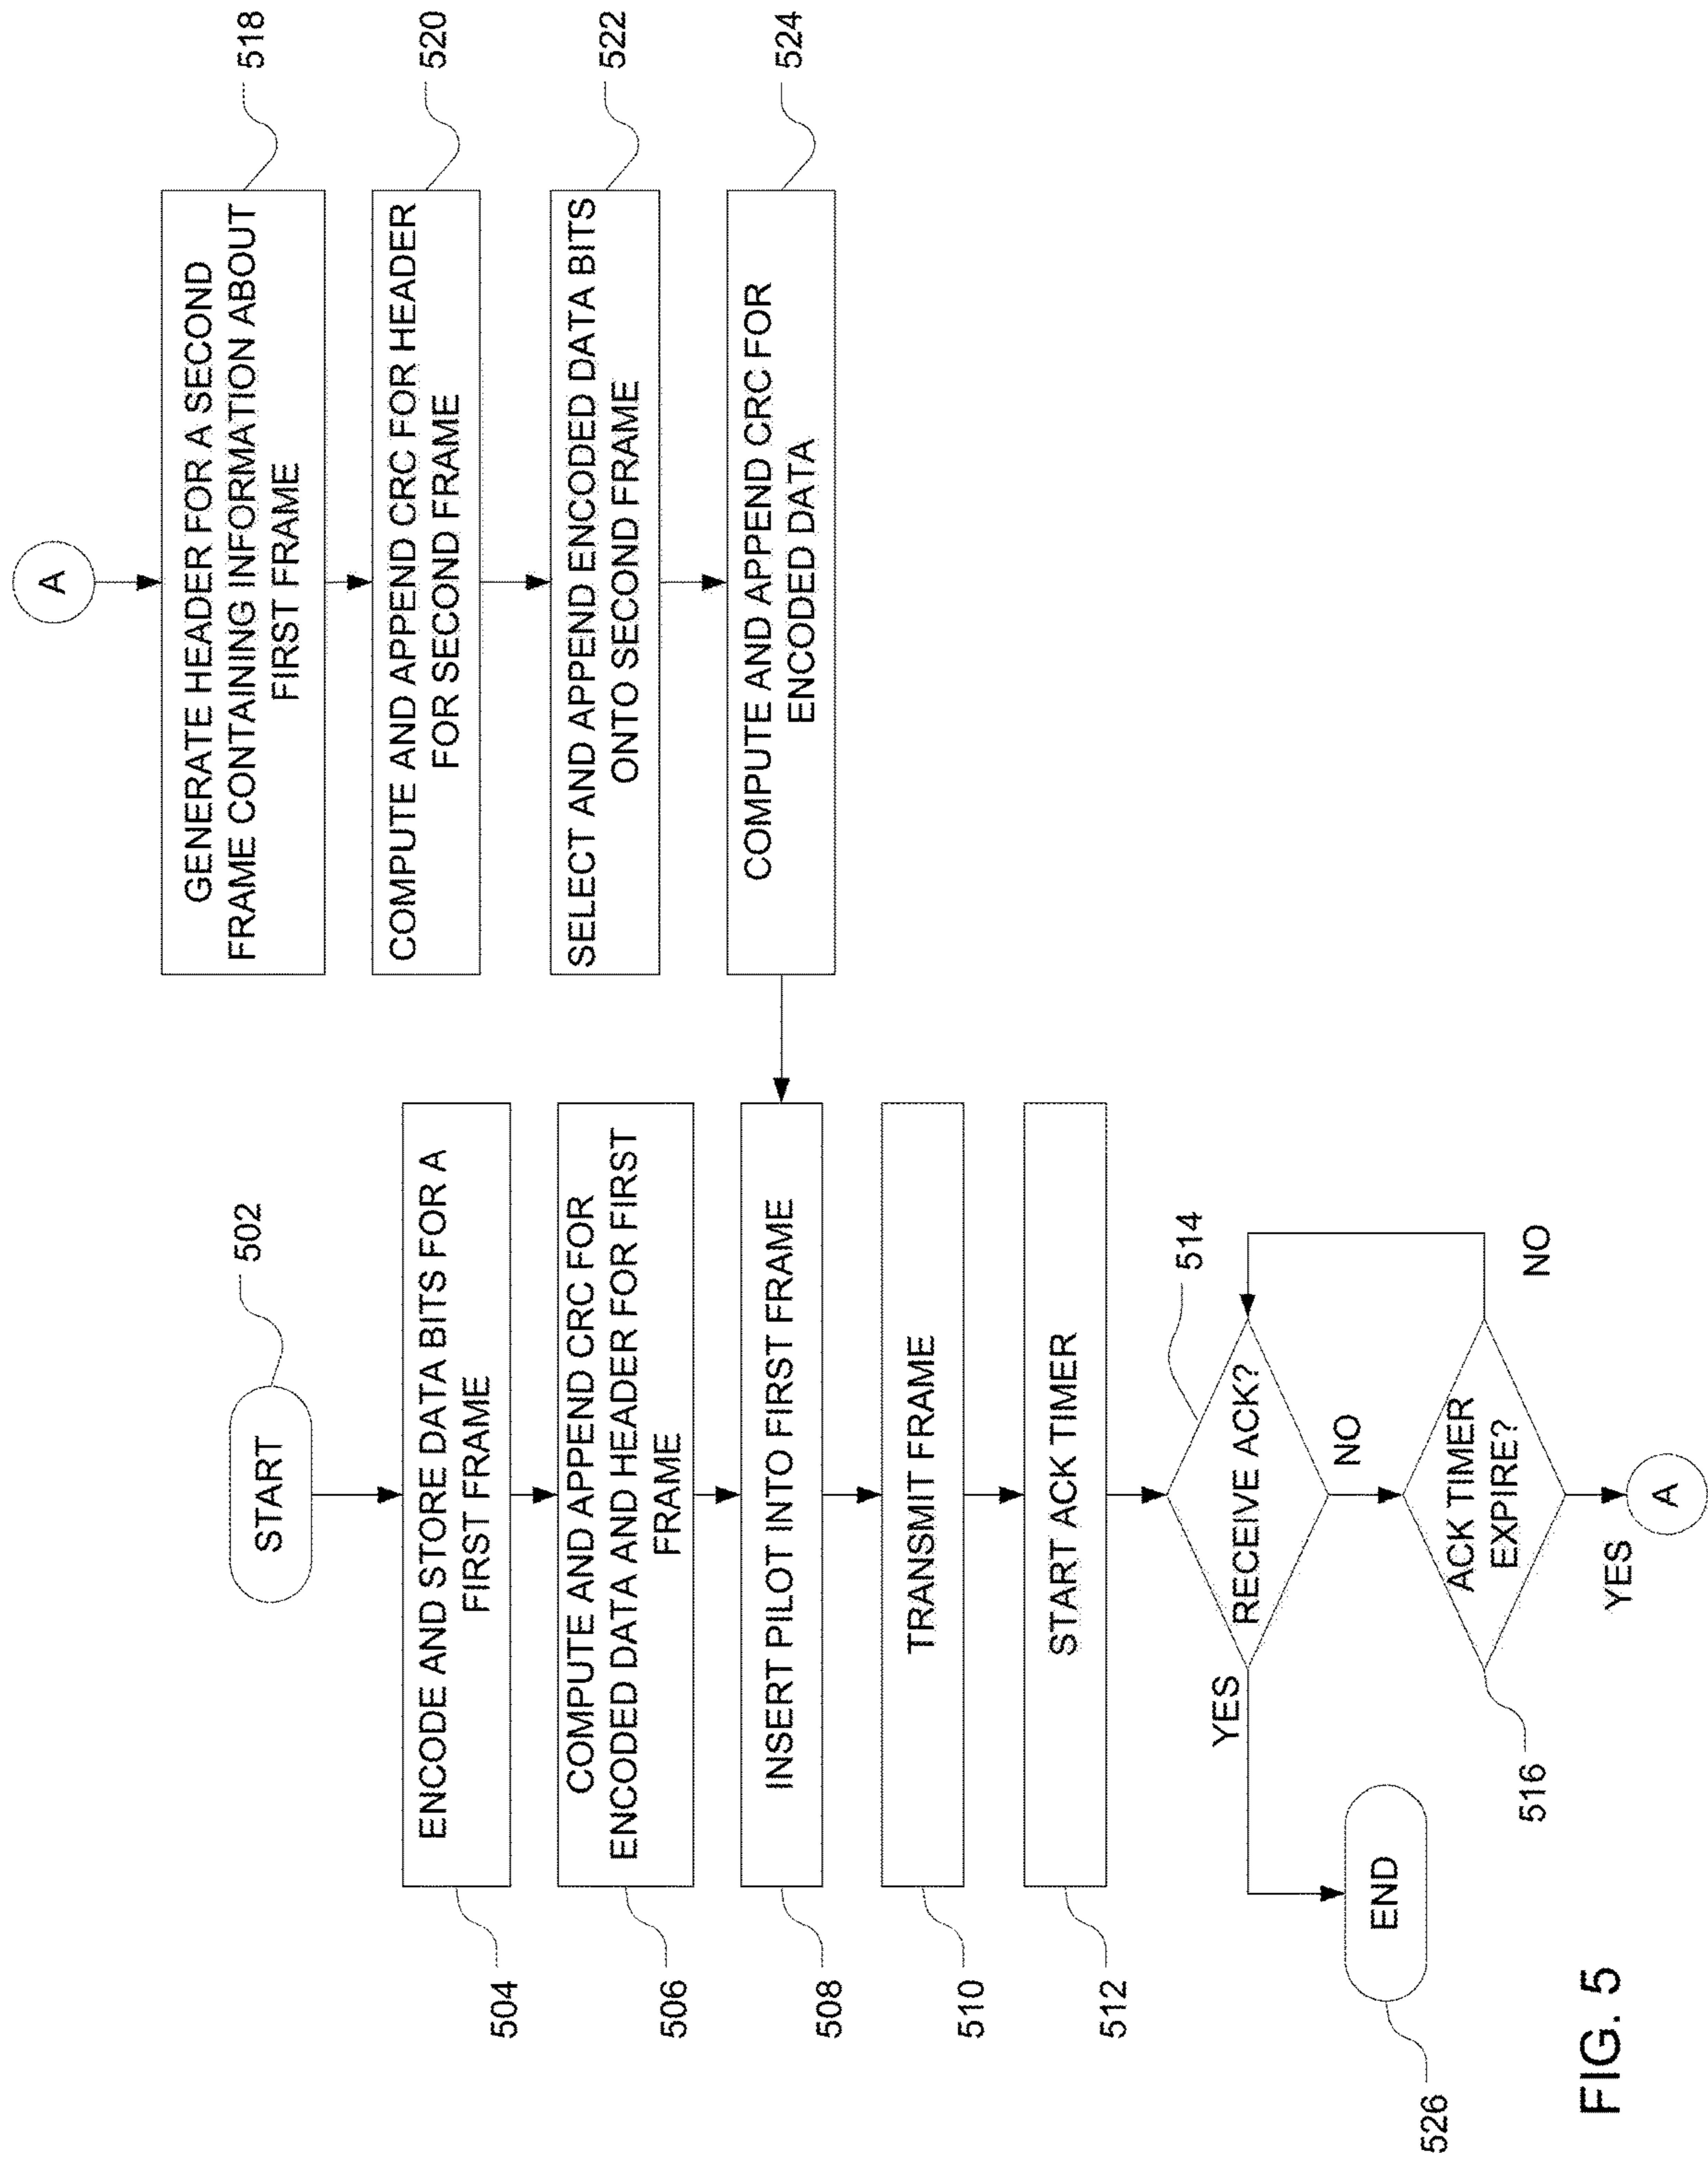 START
502
ENCODE AND STORE DATA BITS FOR A
FIRST FRAME
504
COMPUTE AND APPEND CRC FOR
ENCODED DATA AND HEADER FOR FIRST
FRAME
506
INSERT PILOT INTO FIRST FRAME
508
TRANSMIT FRAME
510
START ACK TIMER
512
RECEIVE ACK?
514
YES
NO
END
526
ACK TIMER
EXPIRE?
516
NO
YES
A
A
GENERATE HEADER FOR A SECOND
FRAME CONTAINING INFORMATION ABOUT
FIRST FRAME
518
COMPUTE AND APPEND CRC FOR HEADER
FOR SECOND FRAME
520
SELECT AND APPEND ENCODED DATA BITS
ONTO SECOND FRAME
522
COMPUTE AND APPEND CRC FOR
ENCODED DATA
524
FIG. 5